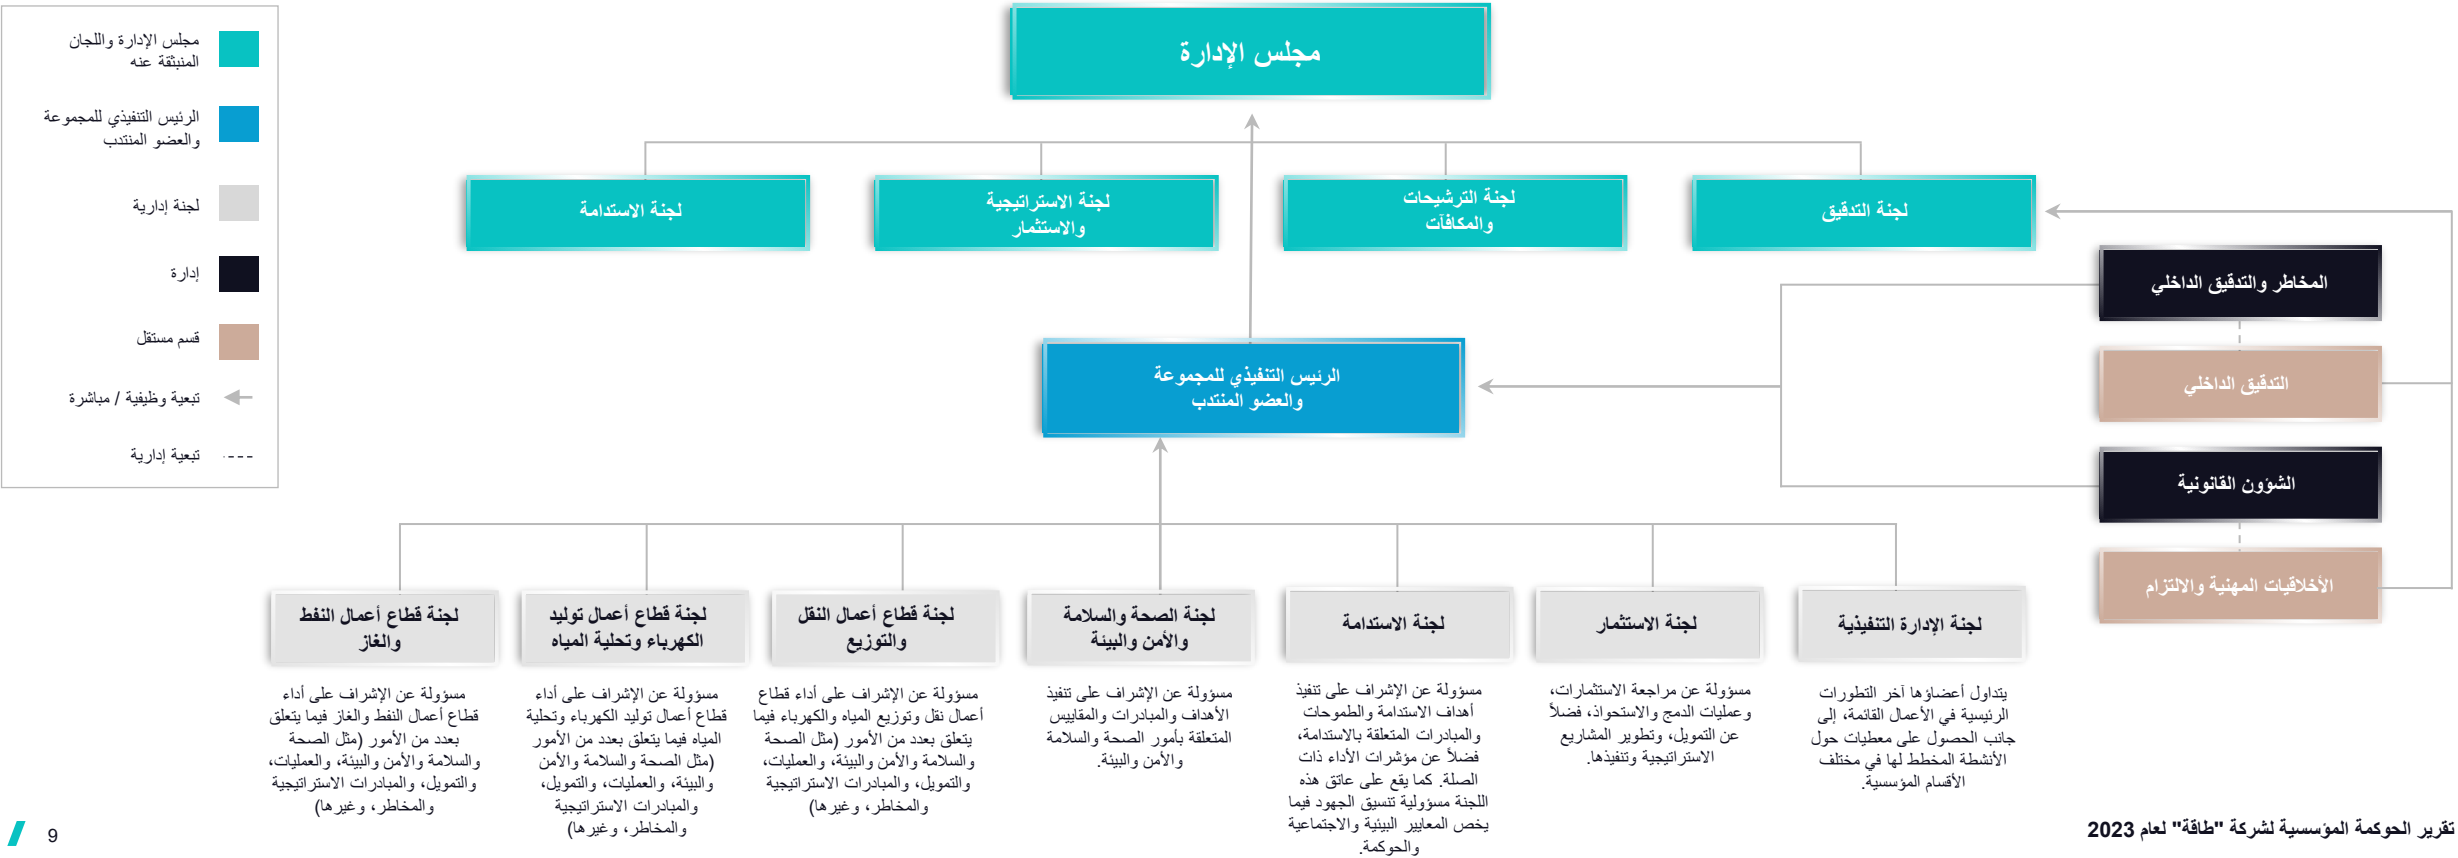 مجلس الإدارة
لجنة التدقيق
لجنة الترشيحات
والمكافآت
لجنة الاستراتيجية
والاستثمار
لجنة الاستدامة
المخاطر والتدقيق الداخلي
التدقيق الداخلي
الشؤون القانونية
الأخلاقيات المهنية والالتزام
الرئيس التنفيذي للمجموعة
والعضو المنتدب
لجنة الإدارة التنفيذية
يتداول أعضاؤها آخر التطورات
الرئيسية في الأعمال القائمة، إلى
جانب الحصول على معطيات حول
الأنشطة المخطط لها في مختلف
الأقسام المؤسسية.
لجنة الاستثمار
مسؤولة عن مراجعة الاستثمارات،
وعمليات الدمج والاستحواذ، فضلاً
عن التمويل، وتطوير المشاريع
الاستراتيجية وتنفيذها.
لجنة الاستدامة
مسؤولة عن الإشراف على تنفيذ
أهداف الاستدامة والطموحات
والمبادرات المتعلقة بالاستدامة،
فضلاً عن مؤشرات الأداء ذات
الصلة. كما يقع على عاتق هذه
اللجنة مسؤولية تنسيق الجهود فيما
يخص المعايير البيئية والاجتماعية
والحوكمة.
لجنة الصحة والسلامة
والأمن والبيئة
مسؤولة عن الإشراف على تنفيذ
الأهداف والمبادرات والمقاييس
المتعلقة بأمور الصحة والسلامة
والأمن والبيئة.
لجنة قطاع أعمال النقل
والتوزيع
مسؤولة عن الإشراف على أداء قطاع
أعمال نقل وتوزيع المياه والكهرباء فيما
يتعلق بعدد من الأمور (مثل الصحة
والسلامة والأمن والبيئة، والعمليات،
والتمويل، والمبادرات الاستراتيجية
والمخاطر، وغيرها)
لجنة قطاع أعمال توليد
الكهرباء وتحلية المياه
مسؤولة عن الإشراف على أداء
قطاع أعمال توليد الكهرباء وتحلية
المياه فيما يتعلق بعدد من الأمور
(مثل الصحة والسلامة والأمن
والبيئة، والعمليات، والتمويل،
والمبادرات الاستراتيجية
والمخاطر، وغيرها)
لجنة قطاع أعمال النفط
والغاز
مسؤولة عن الإشراف على أداء
قطاع أعمال النفط والغاز فيما يتعلق
بعدد من الأمور (مثل الصحة
والسلامة والأمن والبيئة، والعمليات،
والتمويل، والمبادرات الاستراتيجية
والمخاطر، وغيرها)
مجلس الإدارة واللجان
المنبثقة عنه
الرئيس التنفيذي للمجموعة
والعضو المنتدب
لجنة إدارية
إدارة
قسم مستقل
تبعية وظيفية / مباشرة
تبعية إدارية
تقرير الحوكمة المؤسسية لشركة "طاقة" لعام 2023
9